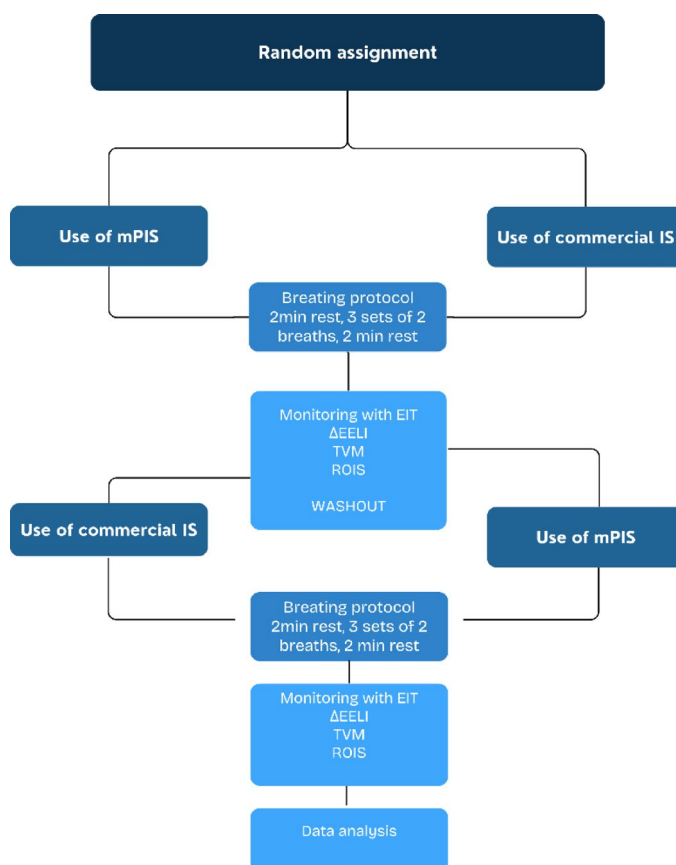 Random assignment
Use of mPIS
Use of commercial IS
Breating protocol
2min rest, 3 sets of 2
breaths, 2 min rest
Monitoring with EIT
ΔEELI
TVM
ROIS
WASHOUT
Use of commercial IS
Use of mPIS
Breating protocol
2min rest, 3 sets of 2
breaths, 2 min rest
Monitoring with EIT
ΔEELI
TVM
ROIS
Data analysis